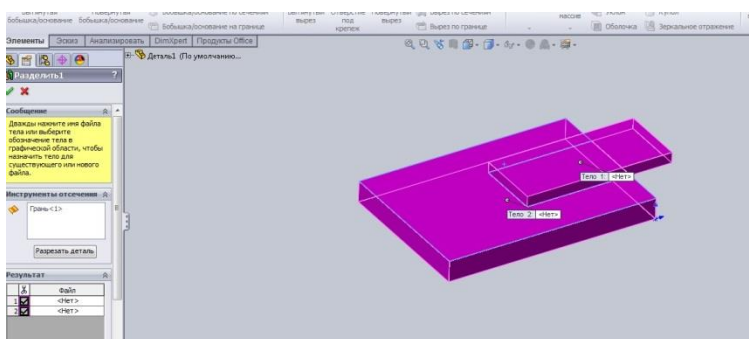 бобышка/основание бобышка/основание
Бобышка/основание на границе
вырез под вырез
крепеж
Вырез по границе
массив
Оболочка Зеркальное отражение
Элементы Эскиз Анализировать DimXpert Продукты Office
Деталь1 (По умолчанию...
Разделить1 ?
Сообщение
Дважды нажмите имя файла
тела или выберите
обозначение тела в
графической области, чтобы
назначить тело для
существующего или нового
файла.
Инструменты отсечения
Грань<1>
Разрезать деталь
Результат
Файл
1 <Нет>
2 <Нет>
Тело 1: <Нет>
Тело 2: <Нет>